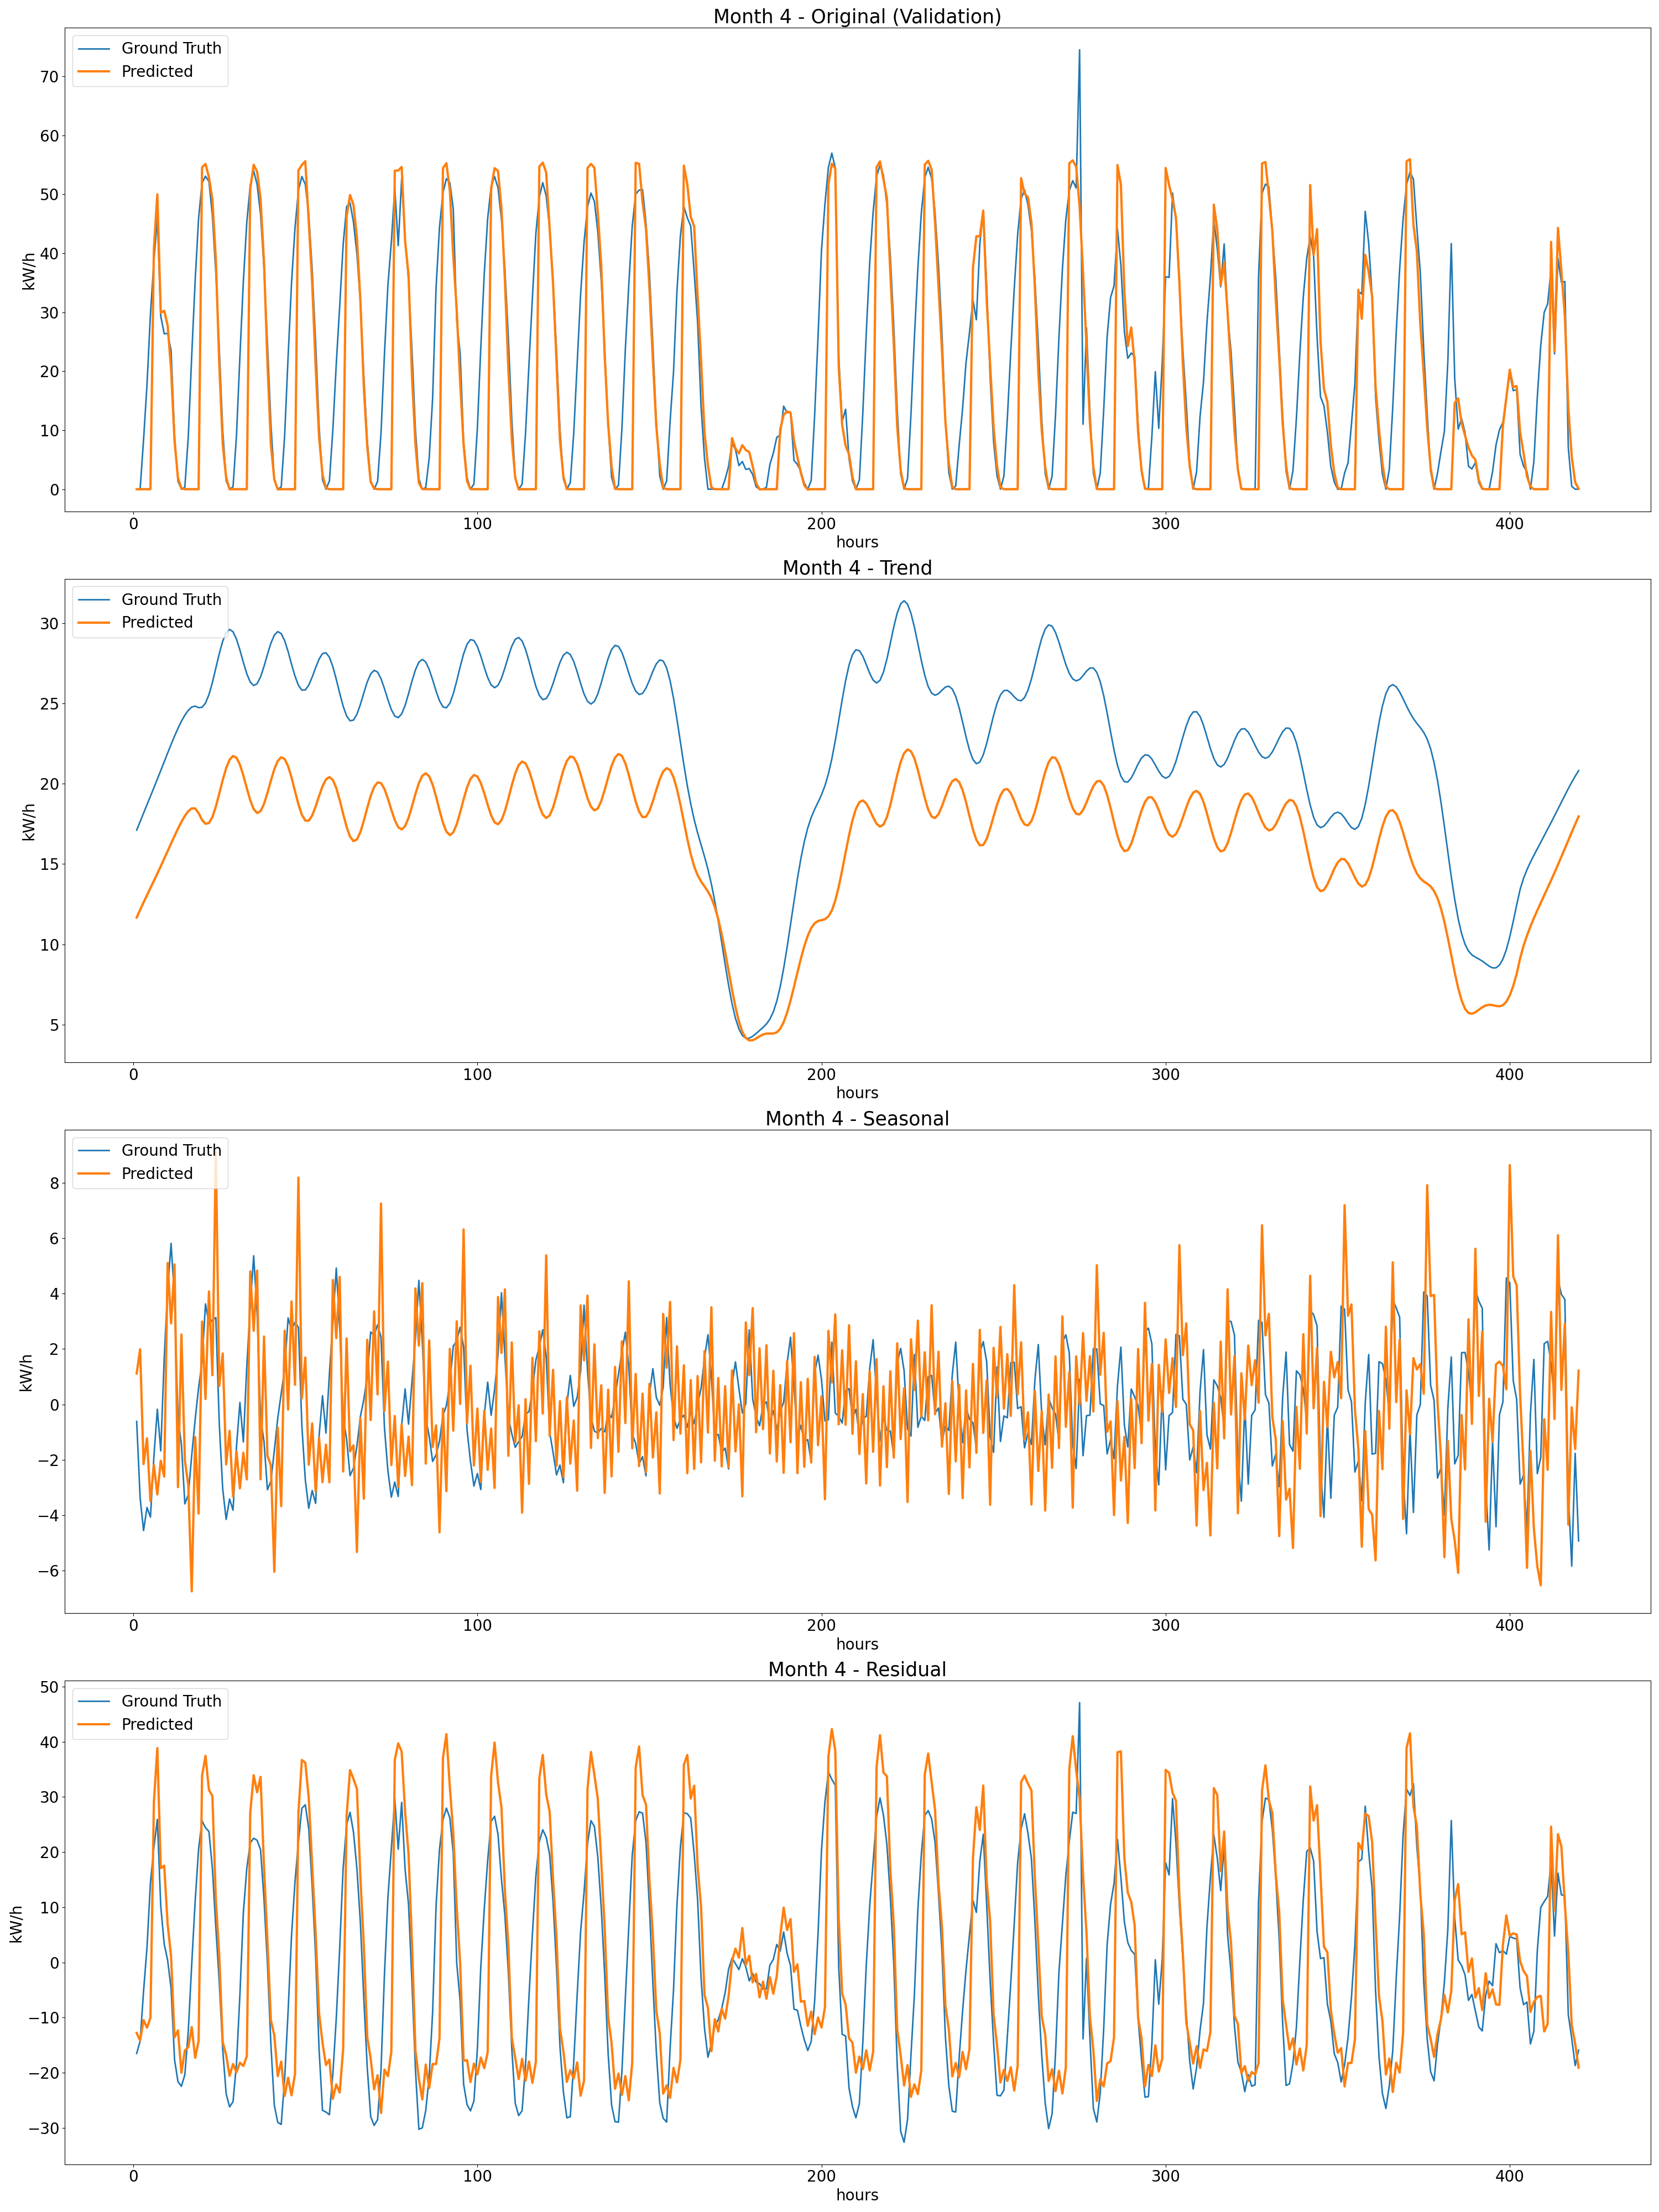 Month 4 - Original (Validation)
Ground Truth
Predicted
kW/h
70
60
50
40
30
20
10
0
0 100 200 300 400
hours
Month 4 - Trend
Ground Truth
Predicted
kW/h
30
25
20
15
10
5
0 100 200 300 400
hours
Month 4 - Seasonal
Ground Truth
Predicted
kW/h
8
6
4
2
0
−2
−4
−6
0 100 200 300 400
hours
Month 4 - Residual
Ground Truth
Predicted
kW/h
50
40
30
20
10
0
−10
−20
−30
0 100 200 300 400
hours